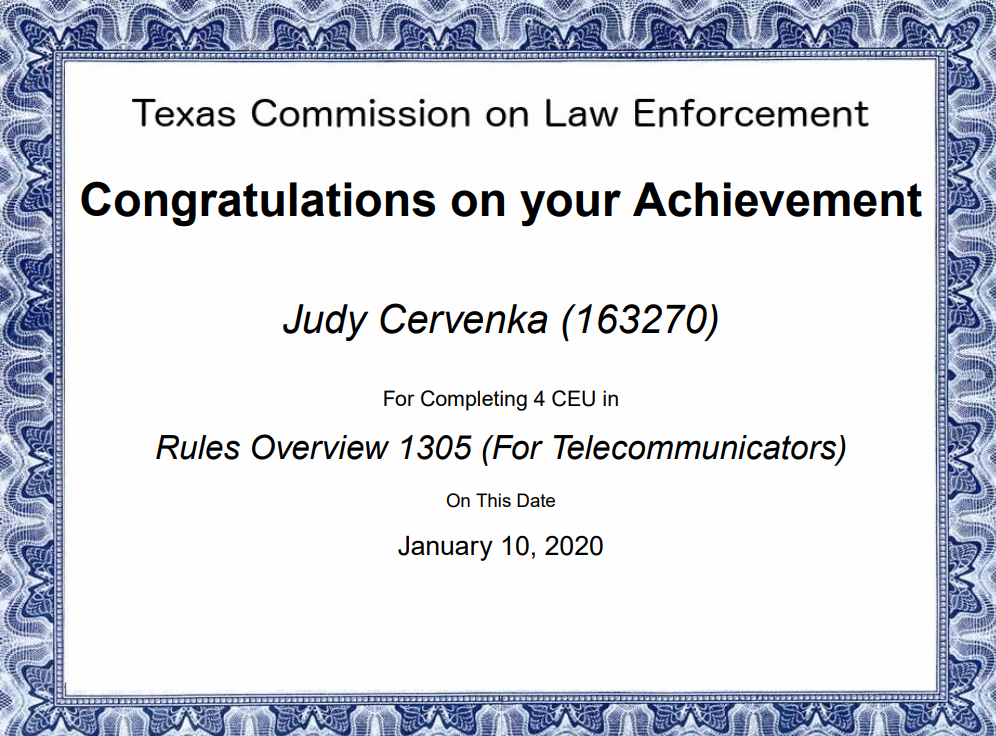 Texas Commission on Law Enforcement
Congratulations on your Achievement
Judy Cervenka (163270)
For Completing 4 CEU in
Rules Overview 1305 (For Telecommunicators)
On This Date
January 10, 2020